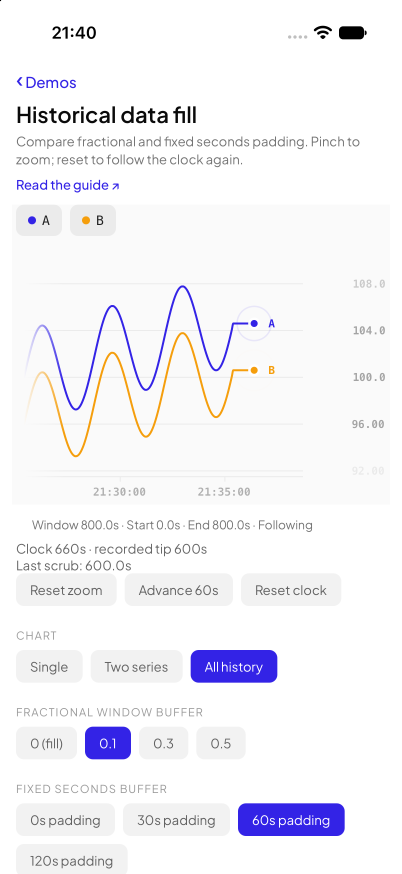 21:40
Demos
Historical data fill
Compare fractional and fixed seconds padding. Pinch to
zoom; reset to follow the clock again.
Read the guide ↗
A B
108.0
104.0
A
100.0
B
96.00
92.00
21:30:00 21:35:00
Window 800.0s · Start 0.0s · End 800.0s · Following
Clock 660s · recorded tip 600s
Last scrub: 600.0s
Reset zoom Advance 60s Reset clock
CHART
Single Two series All history
FRACTIONAL WINDOW BUFFER
0 (fill) 0.1 0.3 0.5
FIXED SECONDS BUFFER
0s padding 30s padding 60s padding
120s padding